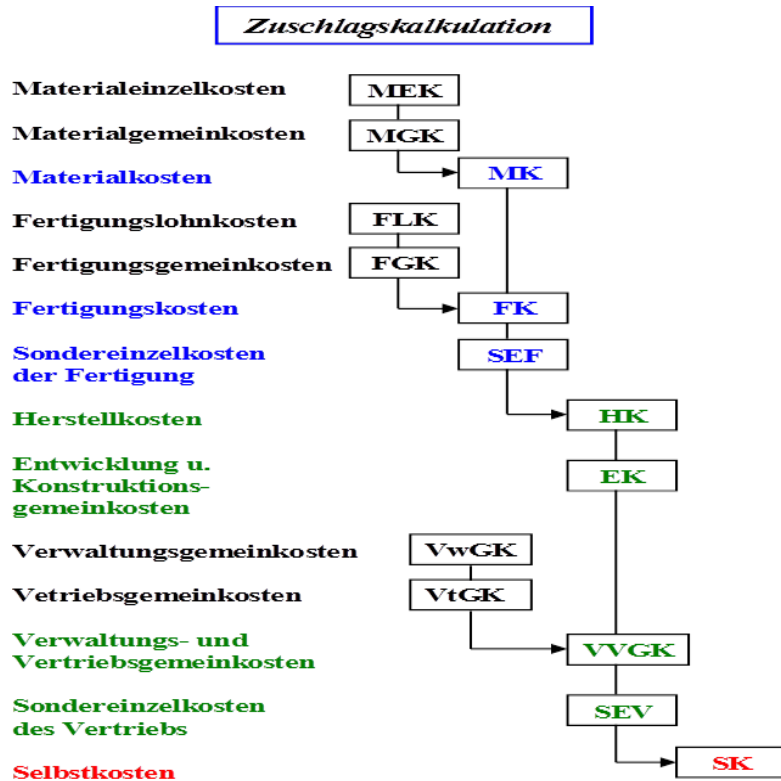 Zuschlagskalkulation
Materialeinzelkosten MEK
Materialgemeinkosten MGK
Materialkosten MK
Fertigungslohnkosten FLK
Fertigungsgemeinkosten FGK
Fertigungskosten FK
Sondereinzelkosten SEF
der Fertigung
Herstellkosten HK
Entwicklung u. EK
Konstruktions-
gemeinkosten
Verwaltungsgemeinkosten VwGK
Vetriebsgemeinkosten VtGK
Verwaltungs- und VVGK
Vertriebsgemeinkosten
Sondereinzelkosten SEV
des Vertriebs
Selbstkosten SK